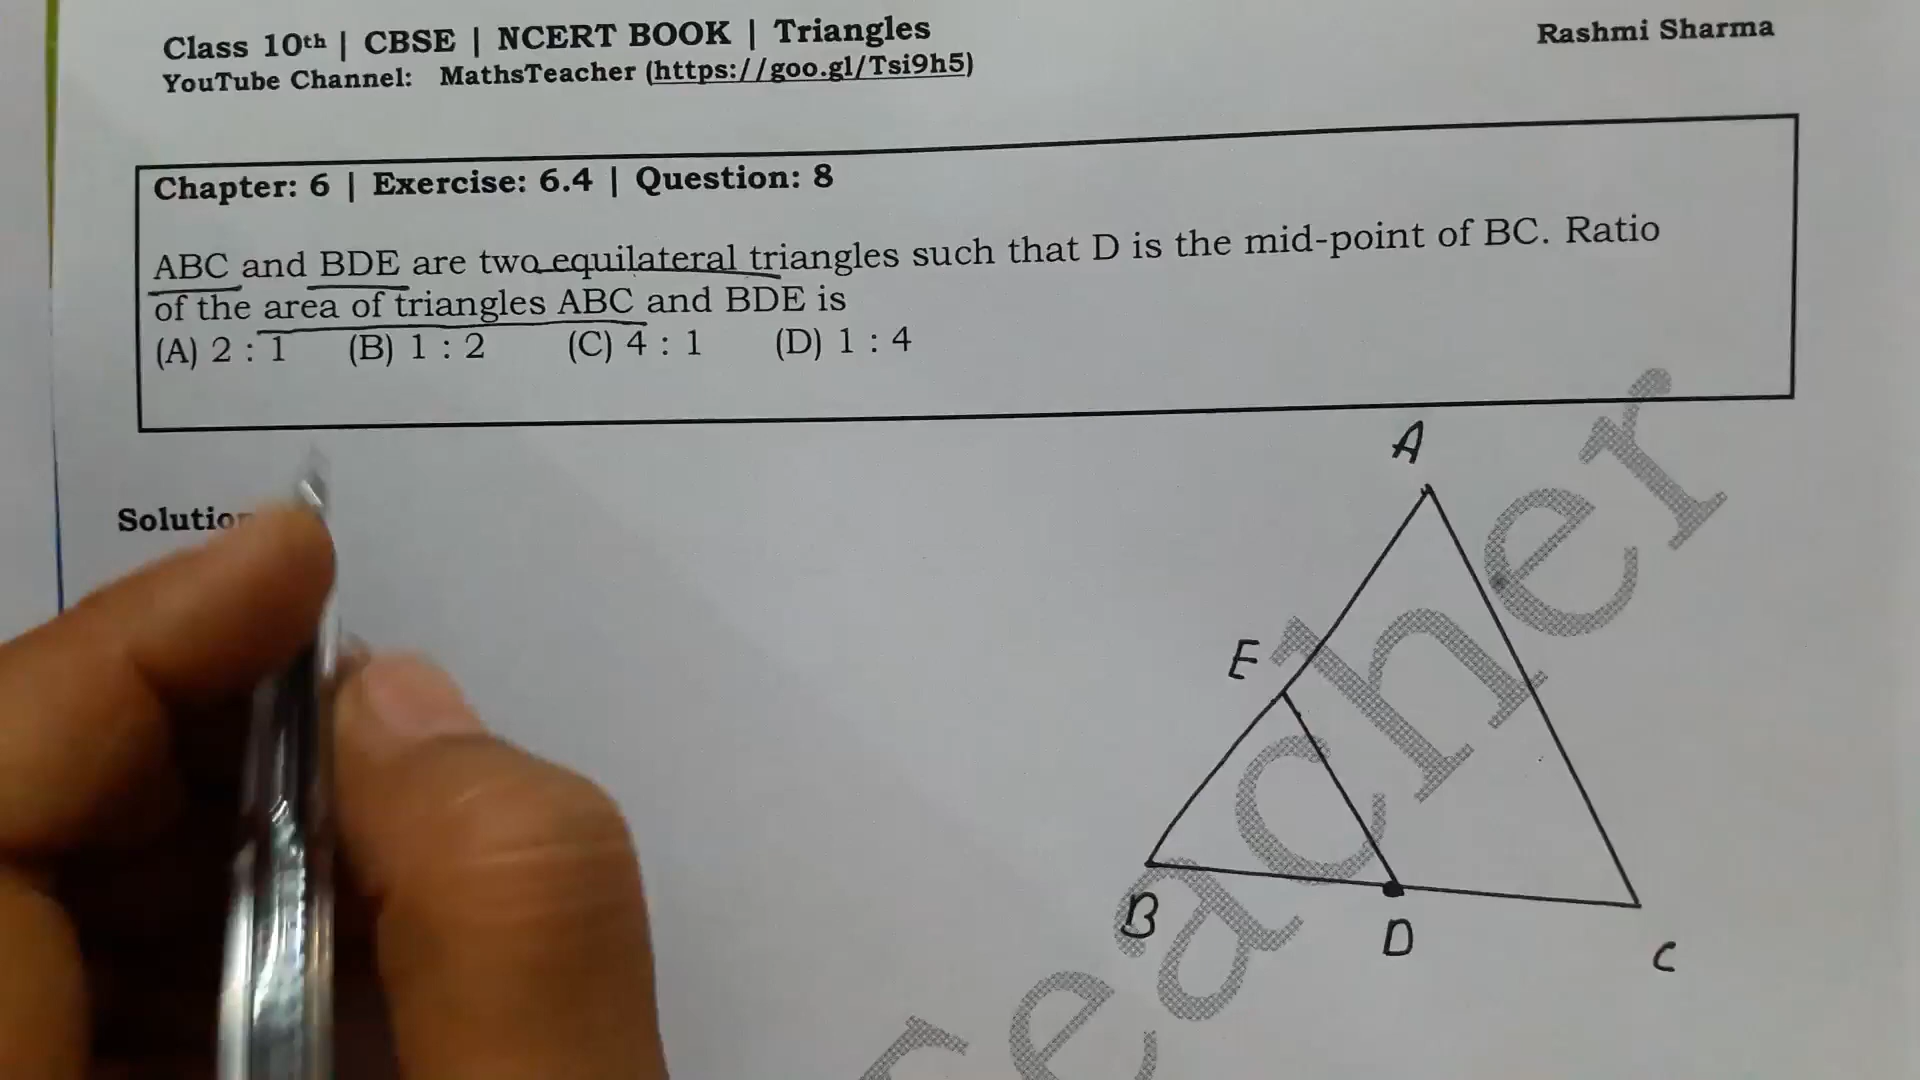 Class 10th | CBSE | NCERT BOOK | Triangles
Rashmi Sharma
YouTube Channel: MathsTeacher (https://goo.gl/Tsi9h5)
Chapter: 6 | Exercise: 6.4 | Question: 8
ABC and BDE are two equilateral triangles such that D is the mid-point of BC. Ratio
of the area of triangles ABC and BDE is
(A) 2 : 1 (B) 1 : 2 (C) 4 : 1 (D) 1 : 4
Solution
A
E
B
D
C
eacher